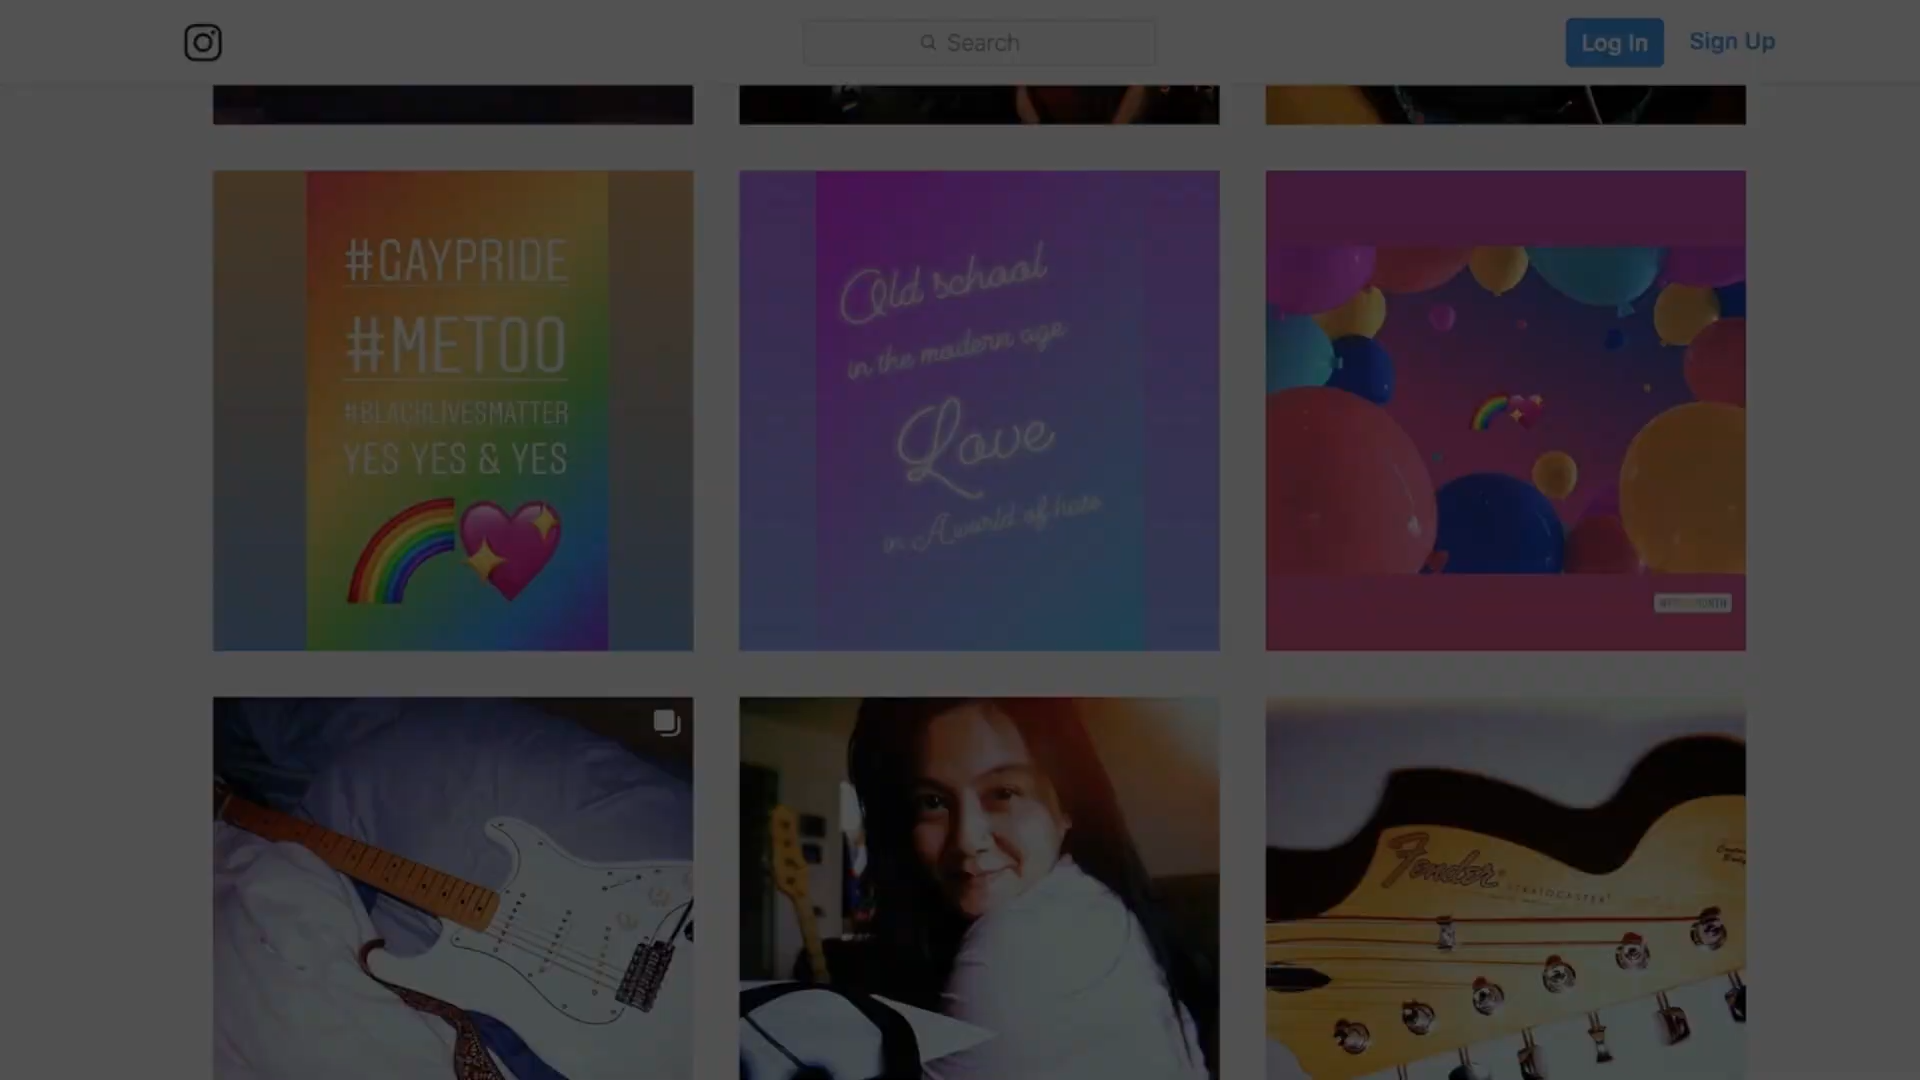 Search
Log In
Sign Up
#GAYPRIDE
#METOO
#BLACKLIVESMATTER
YES YES & YES
Old school
in the modern age
Love
in A world of hate
Fender
STRATOCASTER